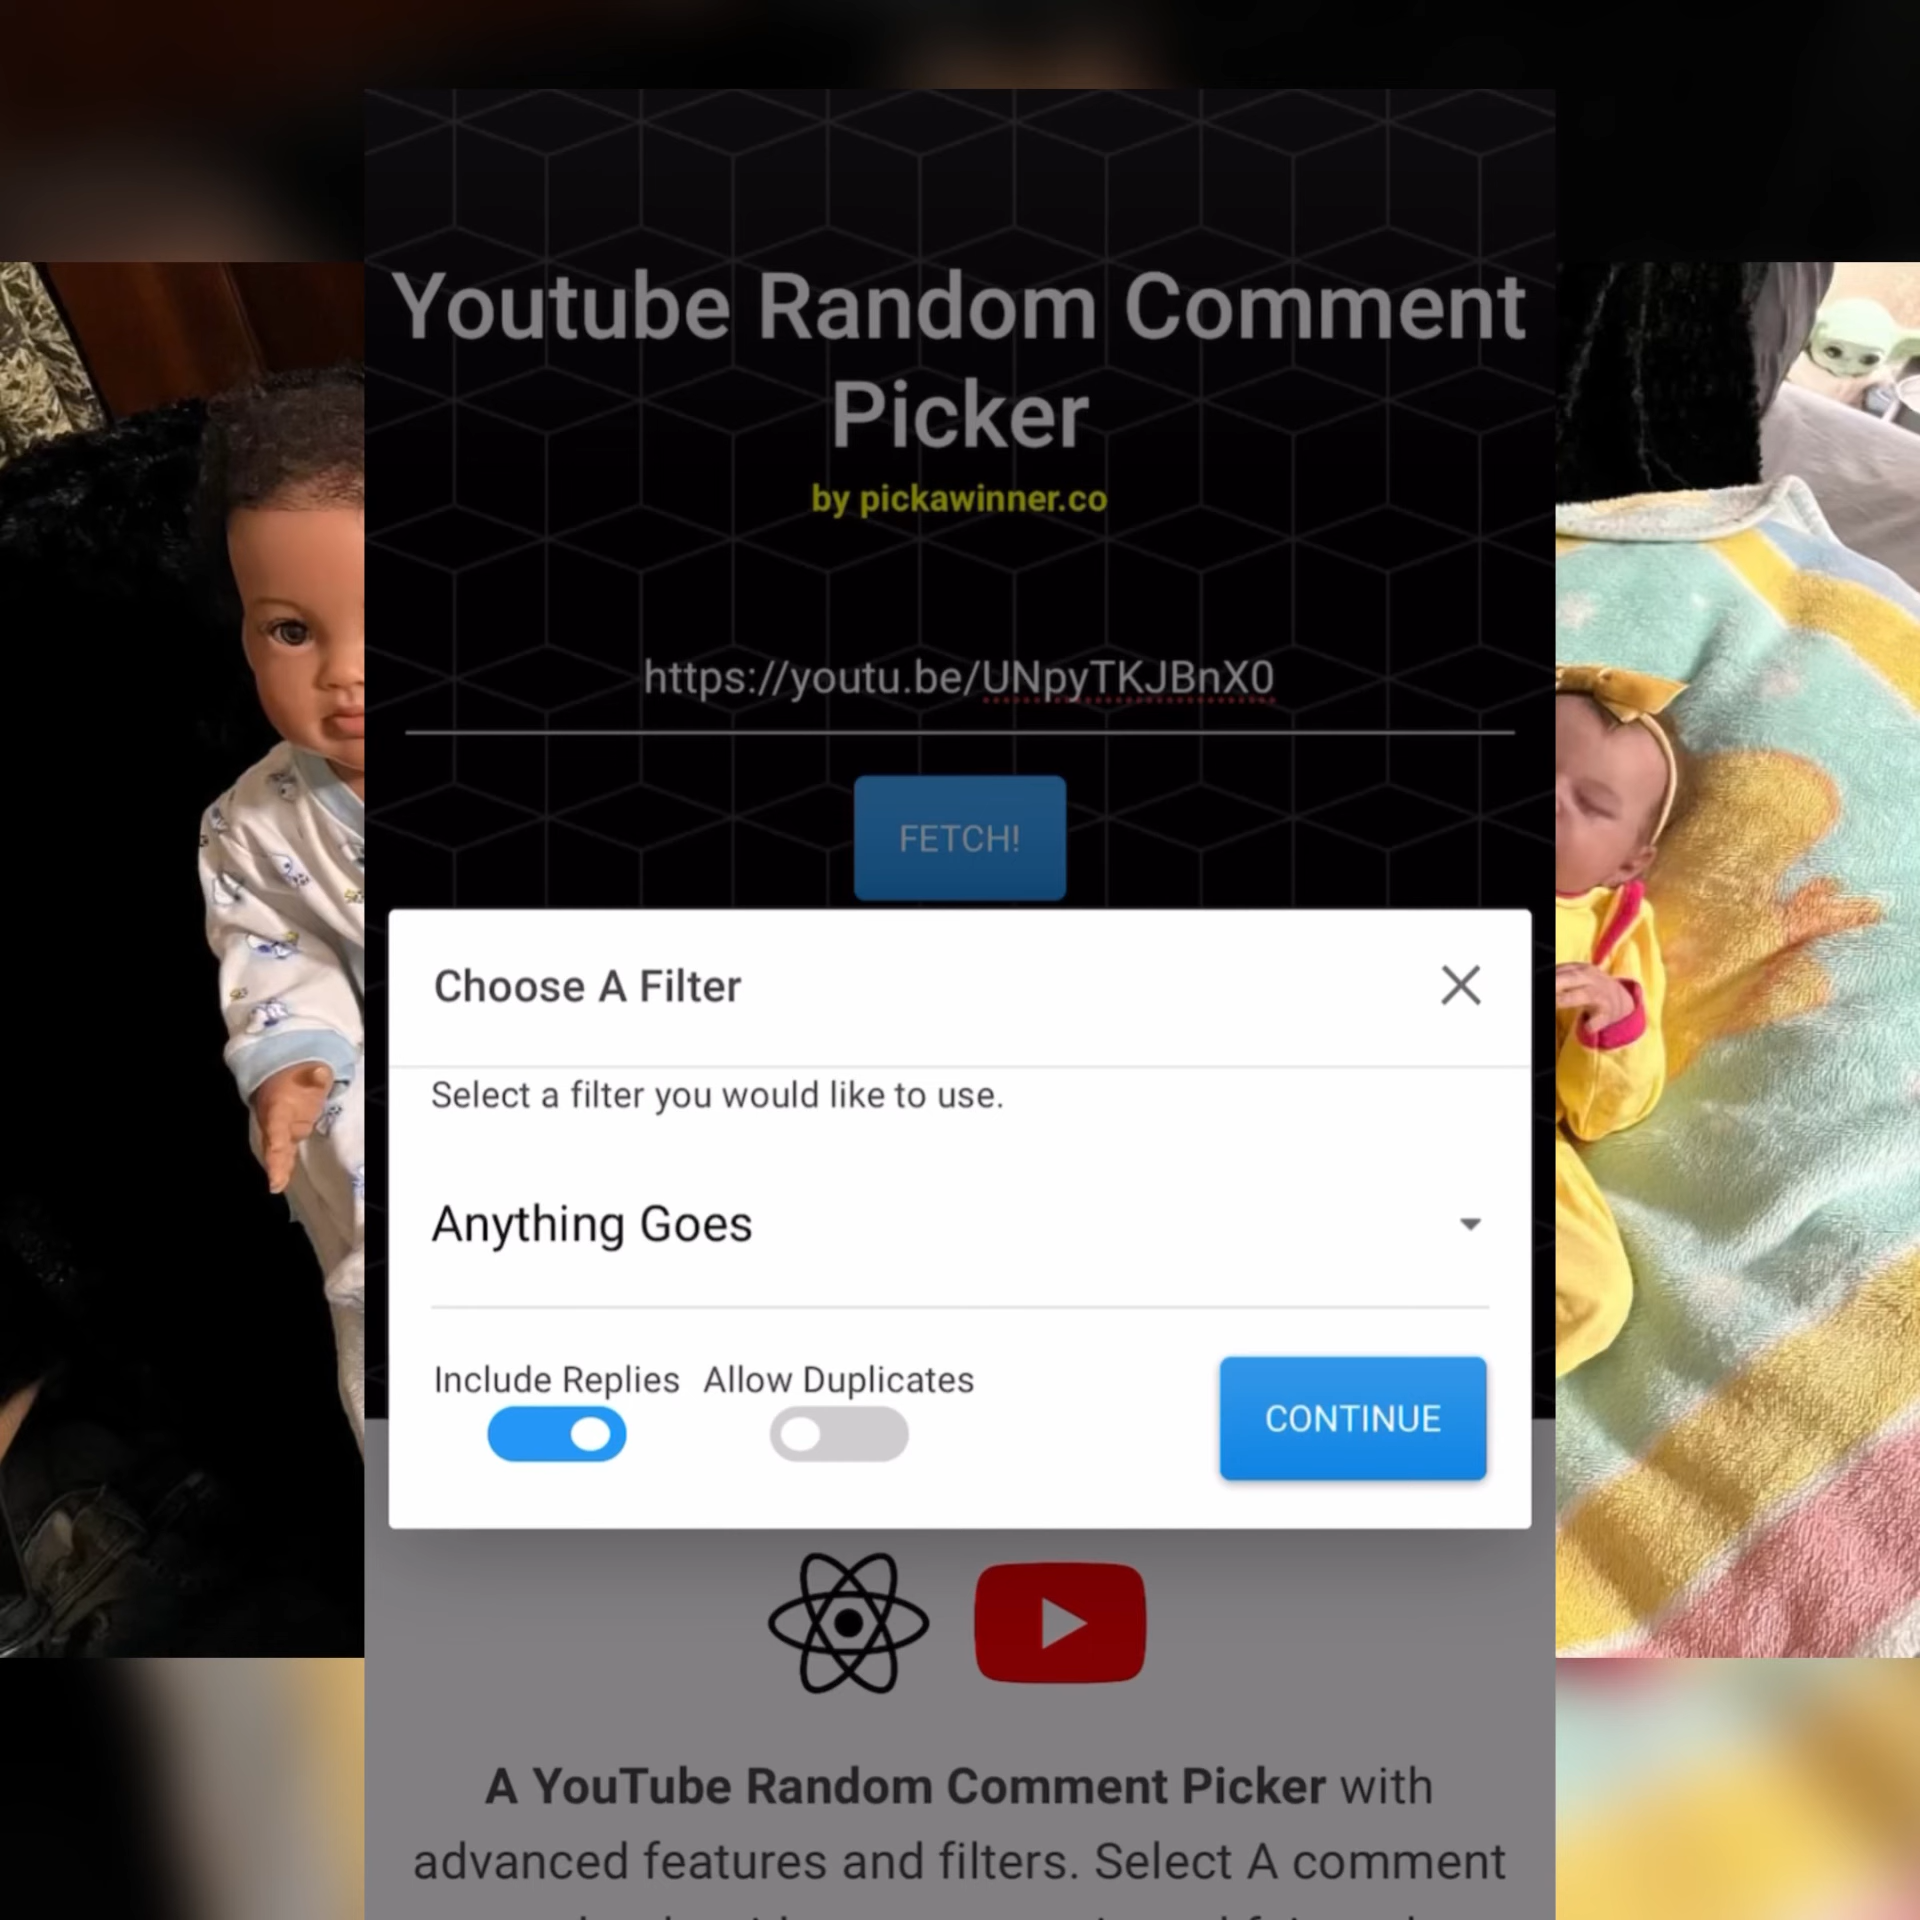 Youtube Random Comment
Picker
by pickawinner.co
https://youtu.be/UNpyTKJBnX0
FETCH!
Choose A Filter
Select a filter you would like to use.
Anything Goes
Include Replies Allow Duplicates
CONTINUE
A YouTube Random Comment Picker with
advanced features and filters. Select A comment